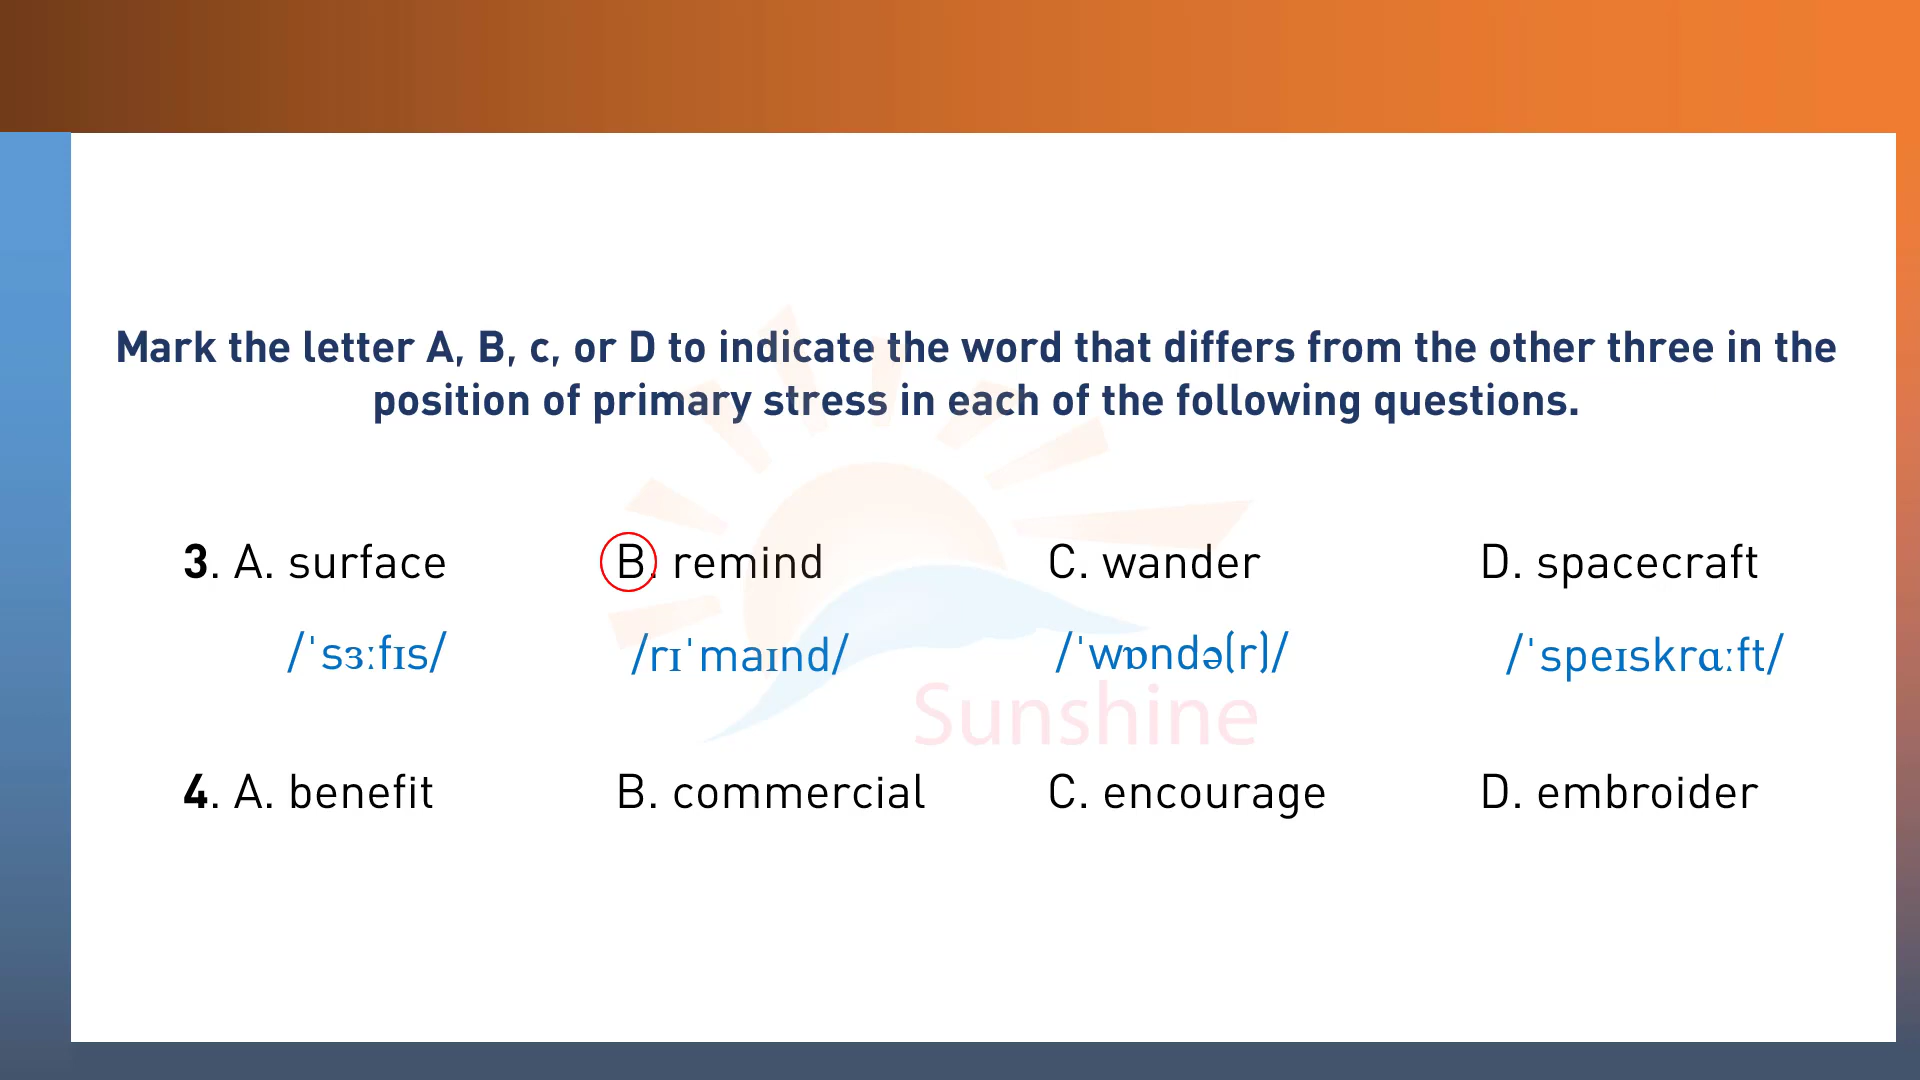 Mark the letter A, B, c, or D to indicate the word that differs from the other three in the
position of primary stress in each of the following questions.
3. A. surface B. remind C. wander D. spacecraft
/ˈsɜːfɪs/ /rɪˈmaɪnd/ /ˈwɒndə(r)/ /ˈspeɪskrɑːft/
Sunshine
4. A. benefit B. commercial C. encourage D. embroider